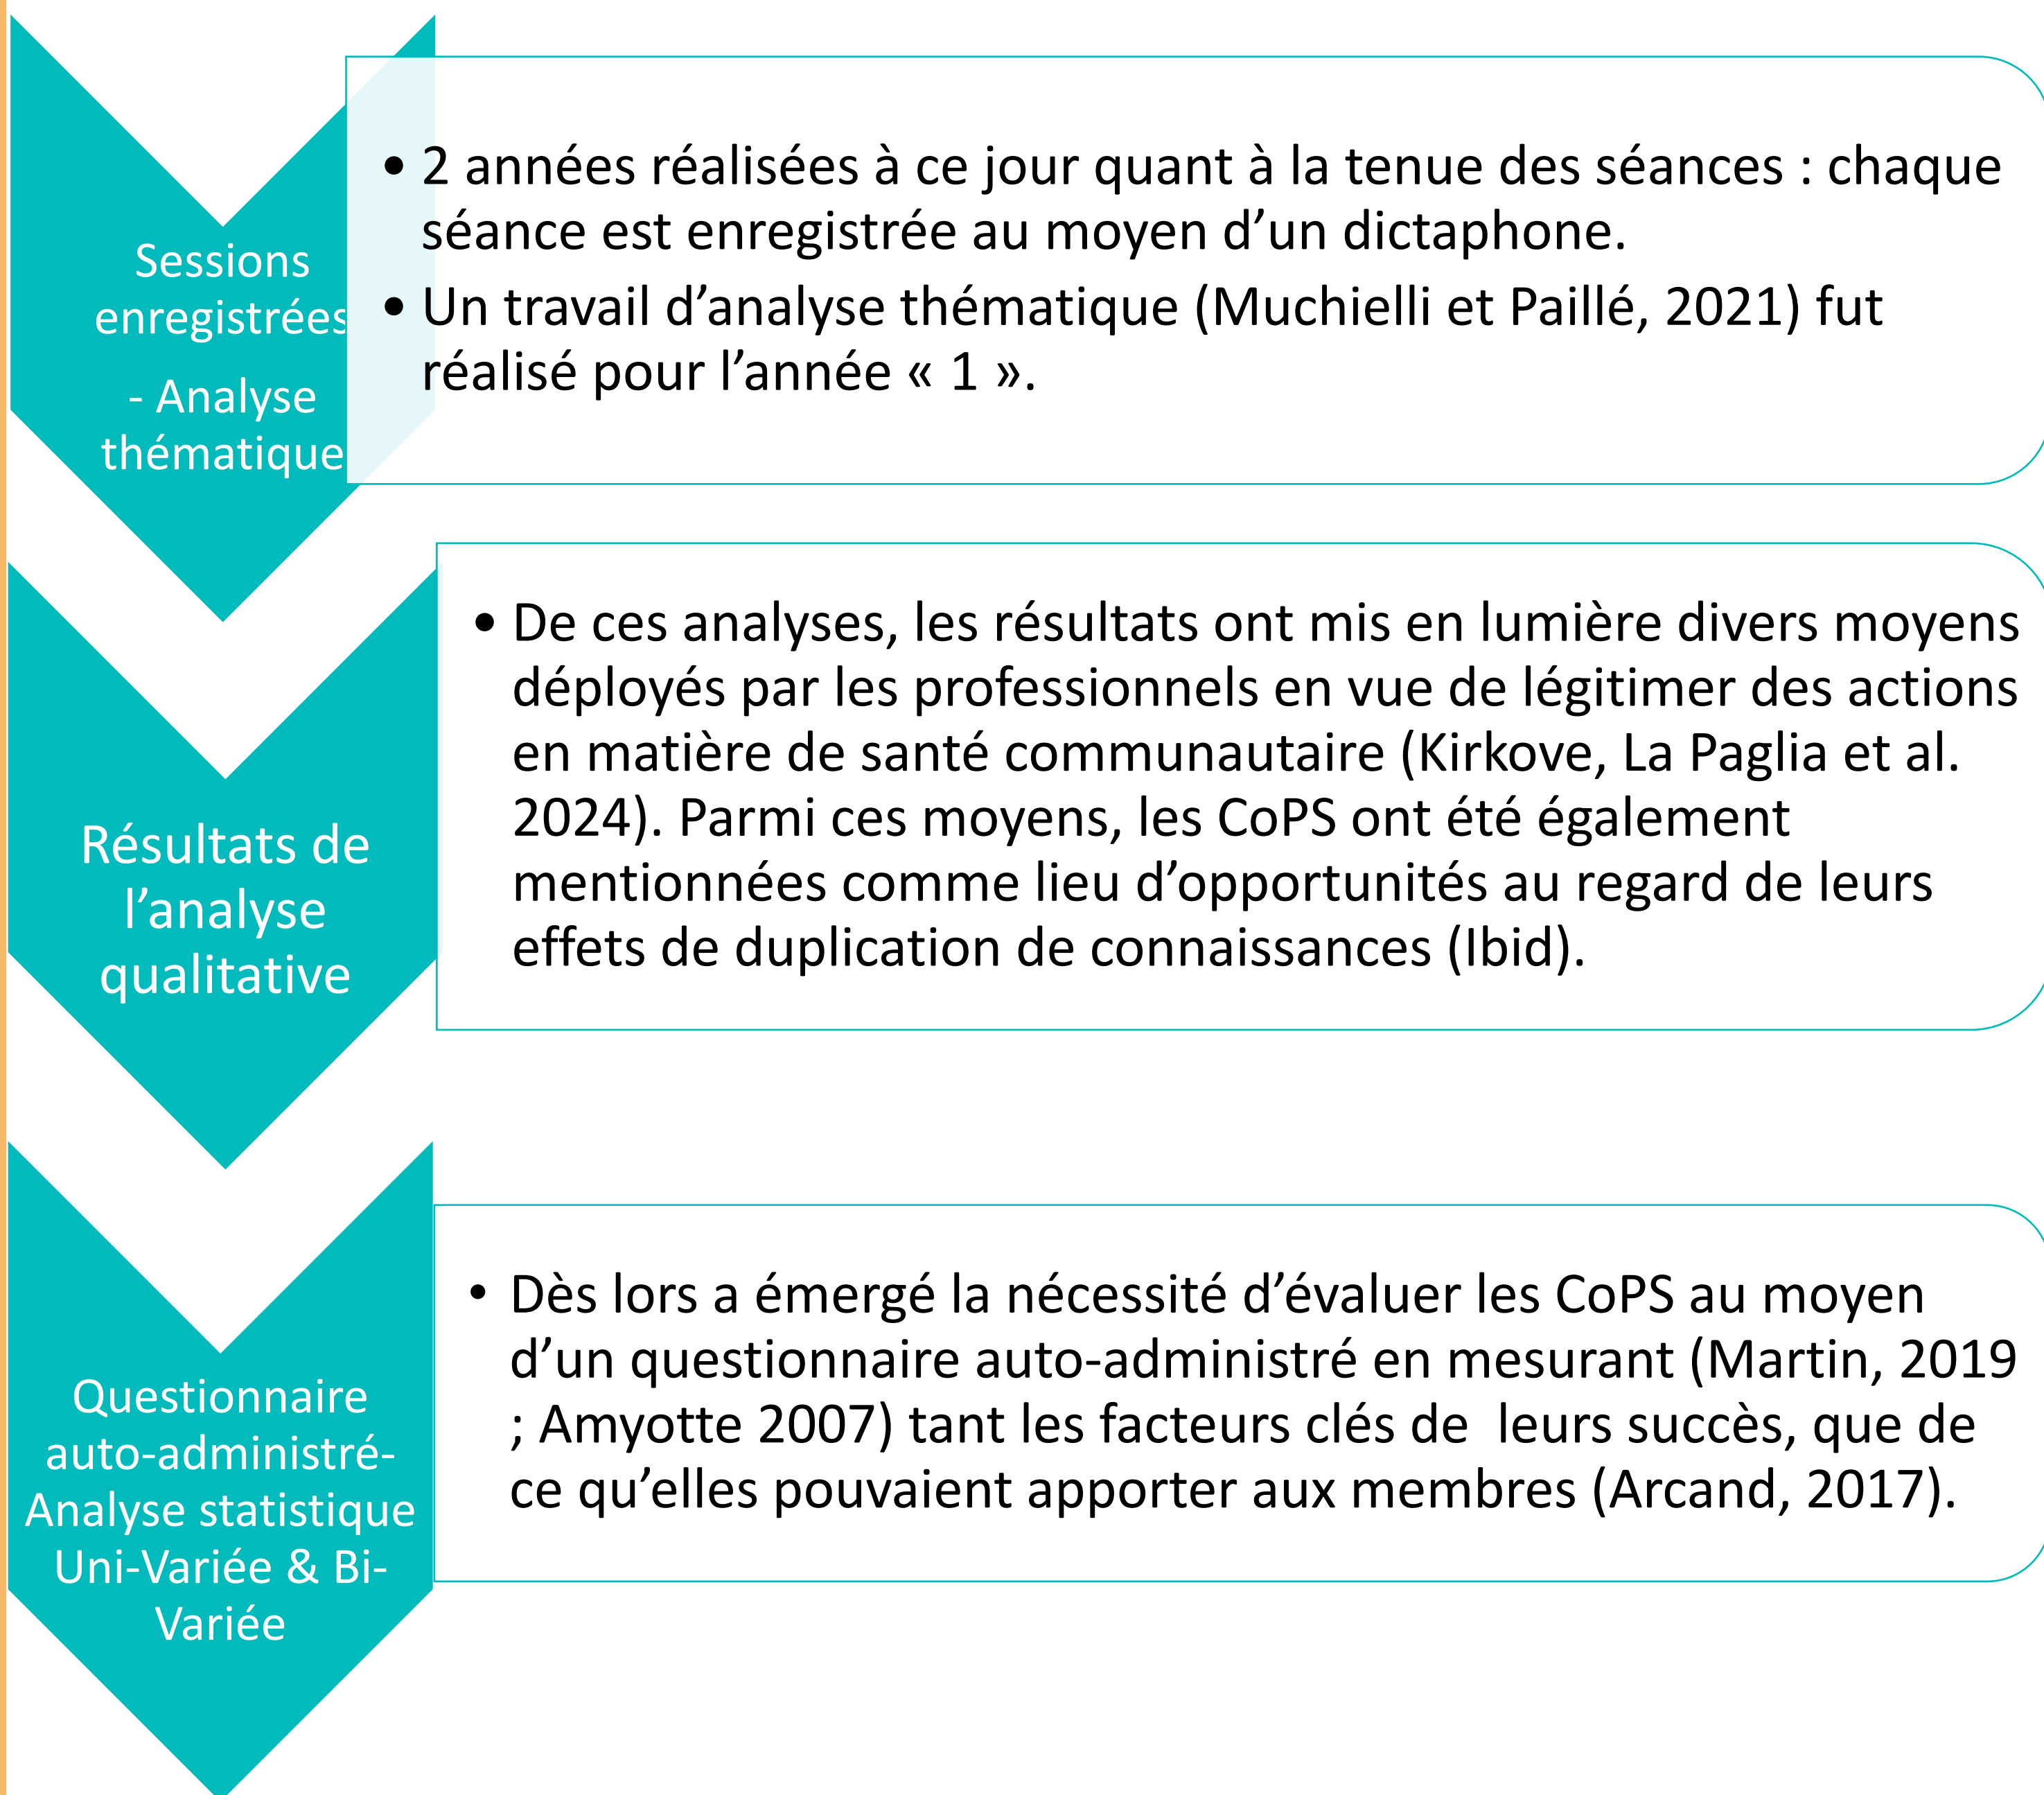 Sessions
enregistrées
- Analyse
thématique
• 2 années réalisées à ce jour quant à la tenue des séances : chaque
séance est enregistrée au moyen d’un dictaphone.
• Un travail d’analyse thématique (Muchielli et Paillé, 2021) fut
réalisé pour l’année « 1 ».
Résultats de
l’analyse
qualitative
• De ces analyses, les résultats ont mis en lumière divers moyens
déployés par les professionnels en vue de légitimer des actions
en matière de santé communautaire (Kirkove, La Paglia et al.
2024). Parmi ces moyens, les CoPS ont été également
mentionnées comme lieu d’opportunités au regard de leurs
effets de duplication de connaissances (Ibid).
Questionnaire
auto-administré-
Analyse statistique
Uni-Variée & Bi-
Variée
• Dès lors a émergé la nécessité d’évaluer les CoPS au moyen
d’un questionnaire auto-administré en mesurant (Martin, 2019
; Amyotte 2007) tant les facteurs clés de  leurs succès, que de
ce qu’elles pouvaient apporter aux membres (Arcand, 2017).